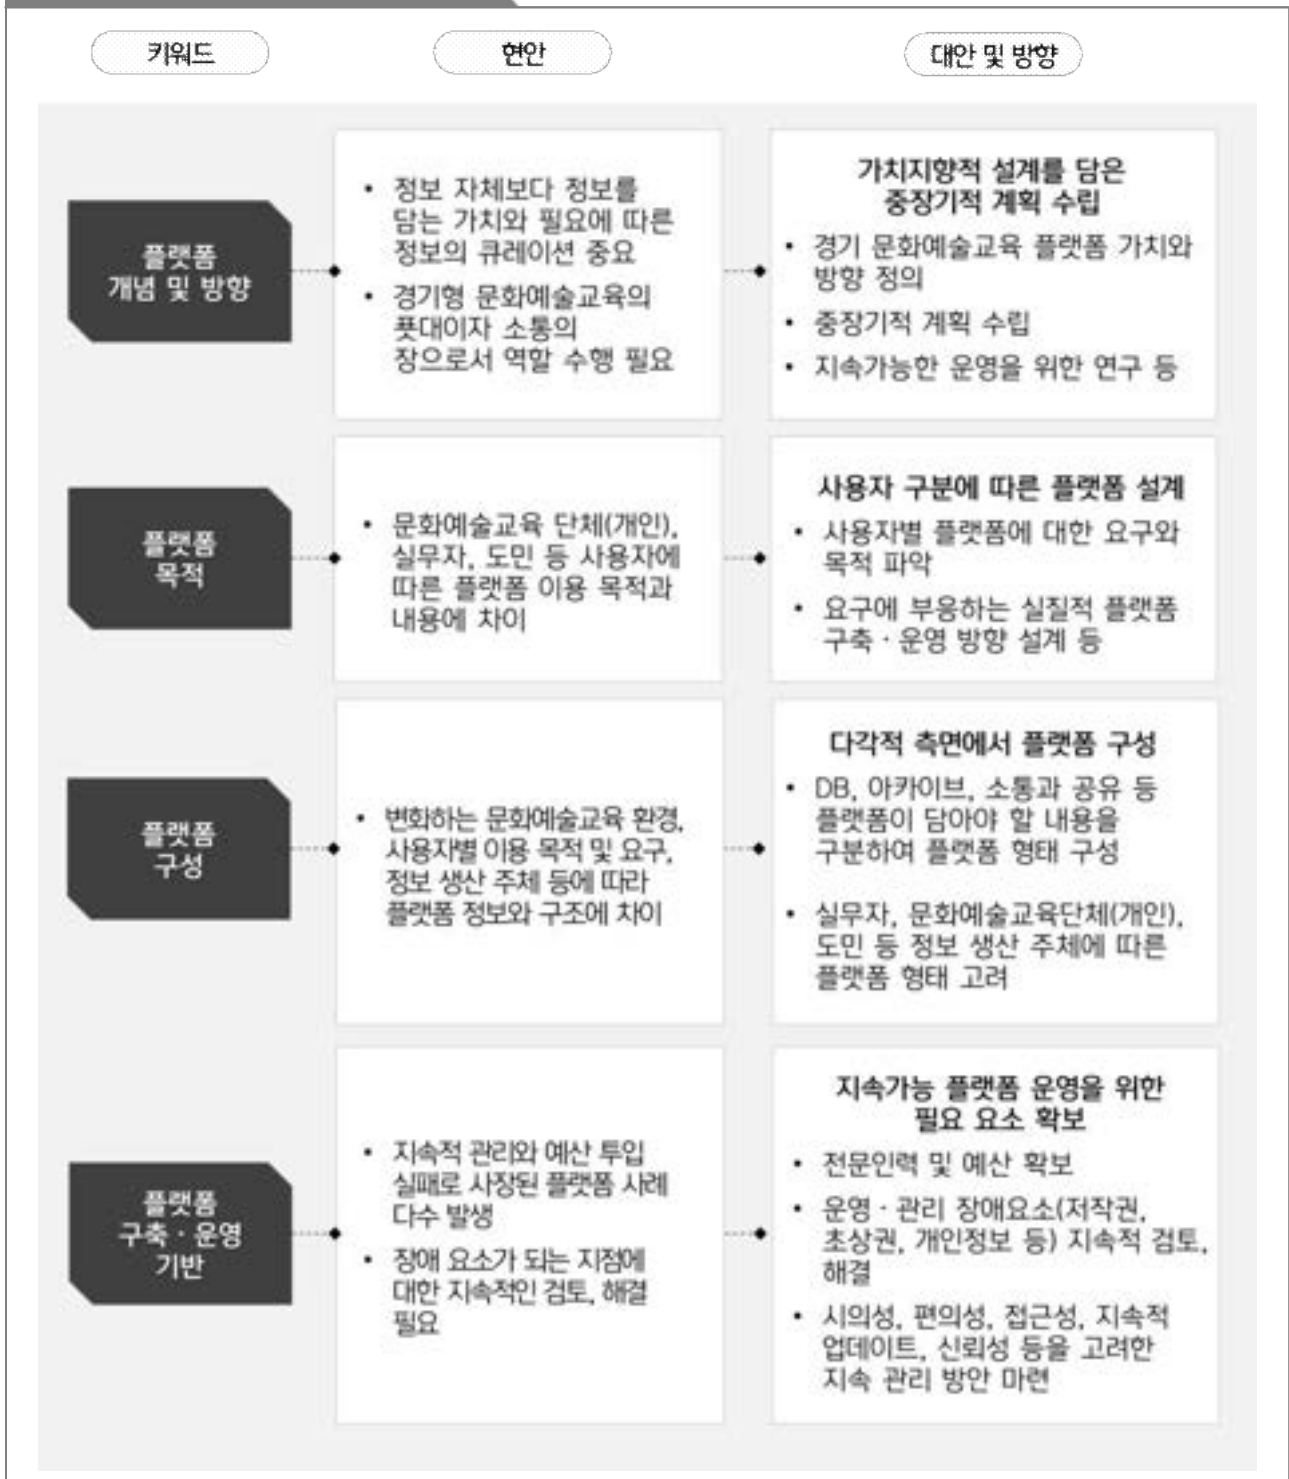 키워드
현안
대안 및 방향
플랫폼
개념 및 방향
• 정보 자체보다 정보를
담는 가치와 필요에 따른
정보의 큐레이션 중요
• 경기형 문화예술교육의
푯대이자 소통의
장으로서 역할 수행 필요
가치지향적 설계를 담은
중장기적 계획 수립
• 경기 문화예술교육 플랫폼 가치와
방향 정의
• 중장기적 계획 수립
• 지속가능한 운영을 위한 연구 등
플랫폼
목적
• 문화예술교육 단체(개인),
실무자, 도민 등 사용자에
따른 플랫폼 이용 목적과
내용에 차이
사용자 구분에 따른 플랫폼 설계
• 사용자별 플랫폼에 대한 요구와
목적 파악
• 요구에 부응하는 실질적 플랫폼
구축 · 운영 방향 설계 등
플랫폼
구성
• 변화하는 문화예술교육 환경,
사용자별 이용 목적 및 요구,
정보 생산 주체 등에 따라
플랫폼 정보와 구조에 차이
다각적 측면에서 플랫폼 구성
• DB, 아카이브, 소통과 공유 등
플랫폼이 담아야 할 내용을
구분하여 플랫폼 형태 구성
• 실무자, 문화예술교육단체(개인),
도민 등 정보 생산 주체에 따른
플랫폼 형태 고려
플랫폼
구축 · 운영
기반
• 지속적 관리와 예산 투입
실패로 사장된 플랫폼 사례
다수 발생
• 장애 요소가 되는 지점에
대한 지속적인 검토, 해결
필요
지속가능 플랫폼 운영을 위한
필요 요소 확보
• 전문인력 및 예산 확보
• 운영 · 관리 장애요소(저작권,
초상권, 개인정보 등) 지속적 검토,
해결
• 시의성, 편의성, 접근성, 지속적
업데이트, 신뢰성 등을 고려한
지속 관리 방안 마련